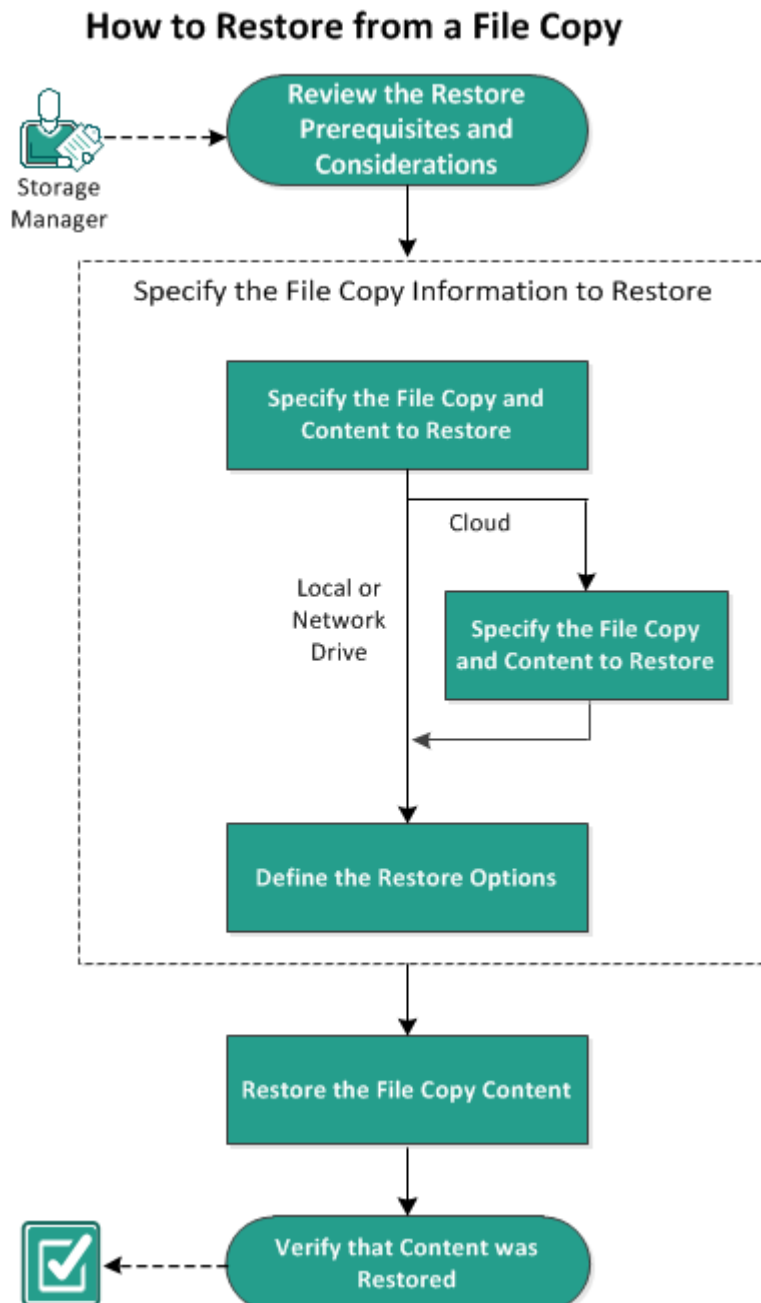 How to Restore from a File Copy
Review the Restore
Prerequisites and
Considerations
Storage
Manager
Specify the File Copy Information to Restore
Specify the File Copy and
Content to Restore
Cloud
Local or
Network
Drive
Specify the File Copy
and Content to Restore
Define the Restore Options
Restore the File Copy Content
Verify that Content was
Restored